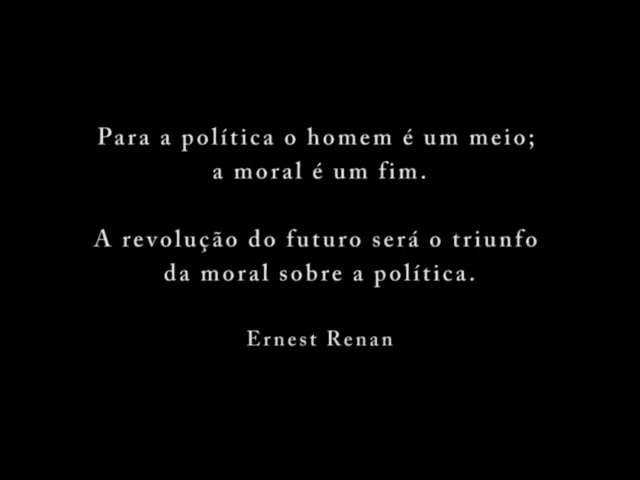 Para a política o homem é um meio;
a moral é um fim.
A revolução do futuro será o triunfo
da moral sobre a política.
Ernest Renan